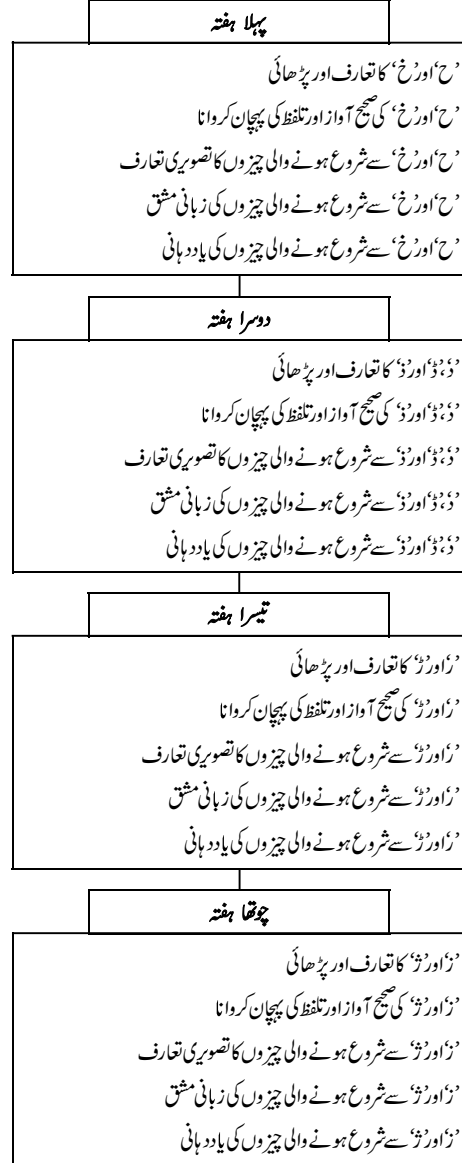 پہلا ہفتہ
’ح‘ اور ’خ‘ کا تعارف اور پڑھائی
’ح‘ اور ’خ‘ کی صحیح آواز اور تلفظ کی پہچان کروانا
’ح‘ اور ’خ‘ سے شروع ہونے والی چیزوں کا تصویری تعارف
’ح‘ اور ’خ‘ سے شروع ہونے والی چیزوں کی زبانی مشق
’ح‘ اور ’خ‘ سے شروع ہونے والی چیزوں کی یاددہانی
دوسرا ہفتہ
’د‘، ’ڈ‘ اور ’ذ‘ کا تعارف اور پڑھائی
’د‘، ’ڈ‘ اور ’ذ‘ کی صحیح آواز اور تلفظ کی پہچان کروانا
’د‘، ’ڈ‘ اور ’ذ‘ سے شروع ہونے والی چیزوں کا تصویری تعارف
’د‘، ’ڈ‘ اور ’ذ‘ سے شروع ہونے والی چیزوں کی زبانی مشق
’د‘، ’ڈ‘ اور ’ذ‘ سے شروع ہونے والی چیزوں کی یاددہانی
تیسرا ہفتہ
’ر‘ اور ’ڑ‘ کا تعارف اور پڑھائی
’ر‘ اور ’ڑ‘ کی صحیح آواز اور تلفظ کی پہچان کروانا
’ر‘ اور ’ڑ‘ سے شروع ہونے والی چیزوں کا تصویری تعارف
’ر‘ اور ’ڑ‘ سے شروع ہونے والی چیزوں کی زبانی مشق
’ر‘ اور ’ڑ‘ سے شروع ہونے والی چیزوں کی یاددہانی
چوتھا ہفتہ
’ز‘ اور ’ژ‘ کا تعارف اور پڑھائی
’ز‘ اور ’ژ‘ کی صحیح آواز اور تلفظ کی پہچان کروانا
’ز‘ اور ’ژ‘ سے شروع ہونے والی چیزوں کا تصویری تعارف
’ز‘ اور ’ژ‘ سے شروع ہونے والی چیزوں کی زبانی مشق
’ز‘ اور ’ژ‘ سے شروع ہونے والی چیزوں کی یاددہانی